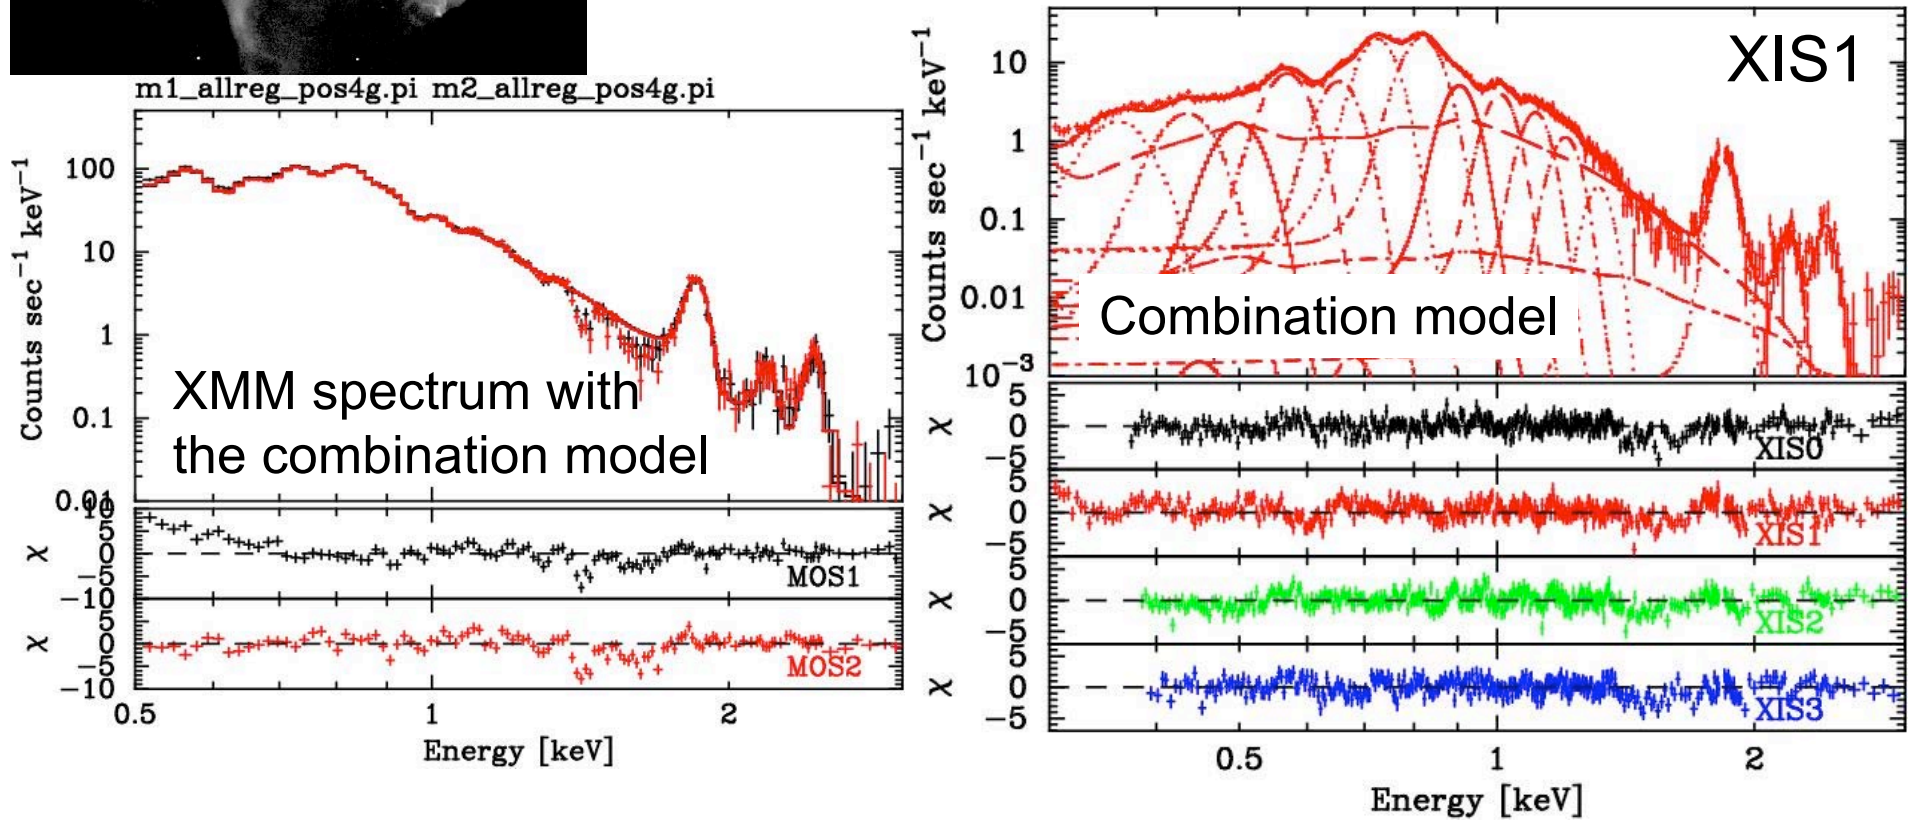 m1_allreg_pos4g.pi m2_allreg_pos4g.pi
Counts sec−1 keV−1
100
10
1
0.1
0.01
XMM spectrum with
the combination model
χ
10
5
0
−5
−10
MOS1
χ
5
0
−5
−10
MOS2
0.5
1
2
Energy [keV]
Counts sec−1 keV−1
10
1
0.1
0.01
10−3
XIS1
Combination model
χ
5
0
−5
XIS0
χ
5
0
−5
XIS1
χ
5
0
−5
XIS2
χ
5
0
−5
XIS3
0.5
1
2
Energy [keV]